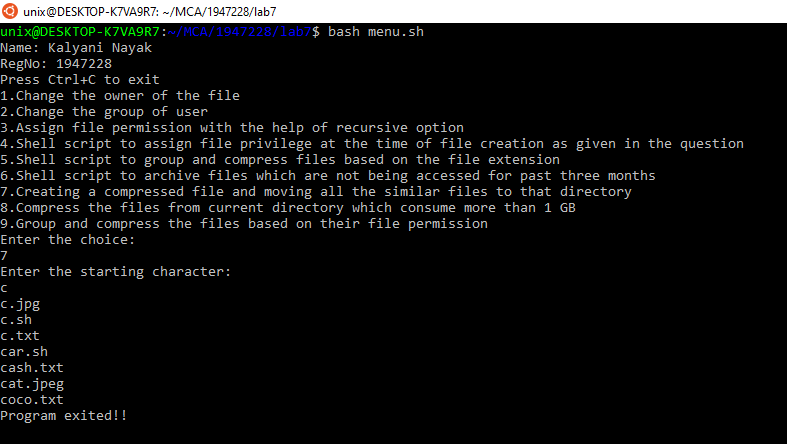 unix@DESKTOP-K7VA9R7: ~/MCA/1947228/lab7
unix@DESKTOP-K7VA9R7:~/MCA/1947228/lab7$ bash menu.sh
Name: Kalyani Nayak
RegNo: 1947228
Press Ctrl+C to exit
1.Change the owner of the file
2.Change the group of user
3.Assign file permission with the help of recursive option
4.Shell script to assign file privilege at the time of file creation as given in the question
5.Shell script to group and compress files based on the file extension
6.Shell script to archive files which are not being accessed for past three months
7.Creating a compressed file and moving all the similar files to that directory
8.Compress the files from current directory which consume more than 1 GB
9.Group and compress the files based on their file permission
Enter the choice:
7
Enter the starting character:
c
c.jpg
c.sh
c.txt
car.sh
cash.txt
cat.jpeg
coco.txt
Program exited!!